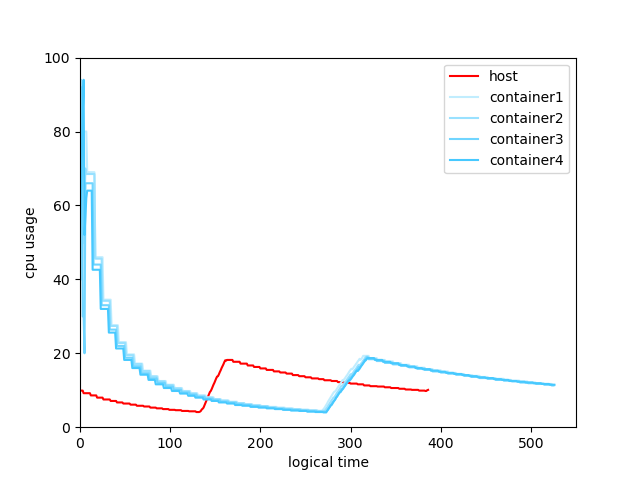 100
80
60
40
20
0
cpu usage
0 100 200 300 400 500
logical time
host
container1
container2
container3
container4